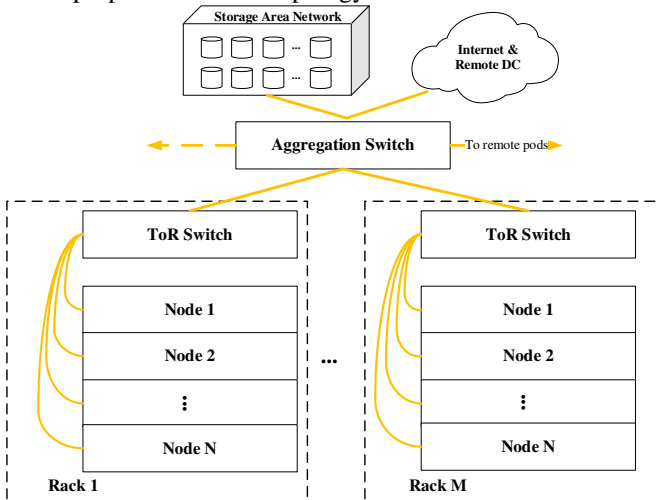 Storage Area Network
...
...
Internet &
Remote DC
Aggregation Switch
To remote pods
ToR Switch
Node 1
Node 2
⋮
Node N
Rack 1
...
ToR Switch
Node 1
Node 2
⋮
Node N
Rack M